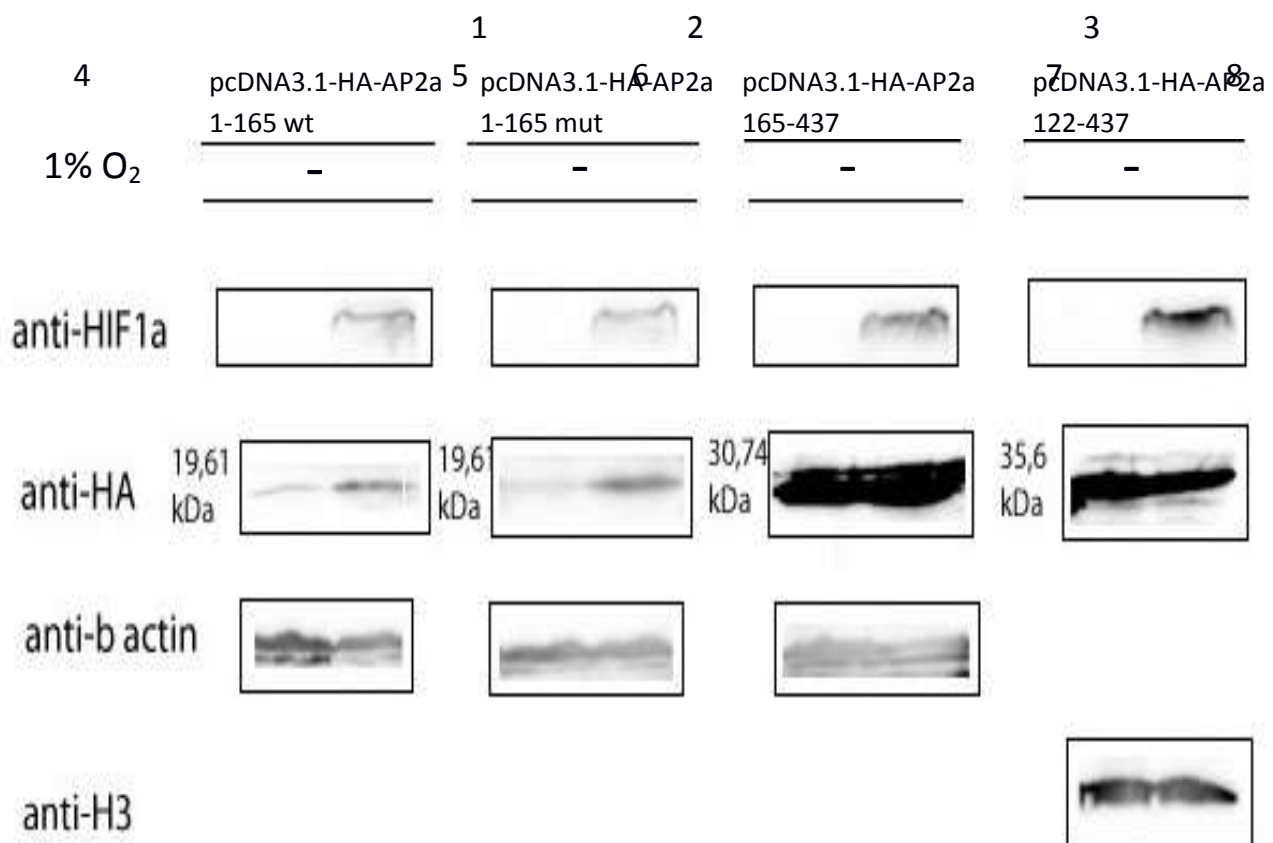 1 2 3
4 5 6 7 8
pcDNA3.1-HA-AP2a pcDNA3.1-HA-AP2a pcDNA3.1-HA-AP2a pcDNA3.1-HA-AP2a
1-165 wt 1-165 mut 165-437 122-437
1% O₂ – – – –
anti-HIF1a
19,61 19,61 30,74 35,6
anti-HA kDa kDa kDa kDa
anti-b actin
anti-H3